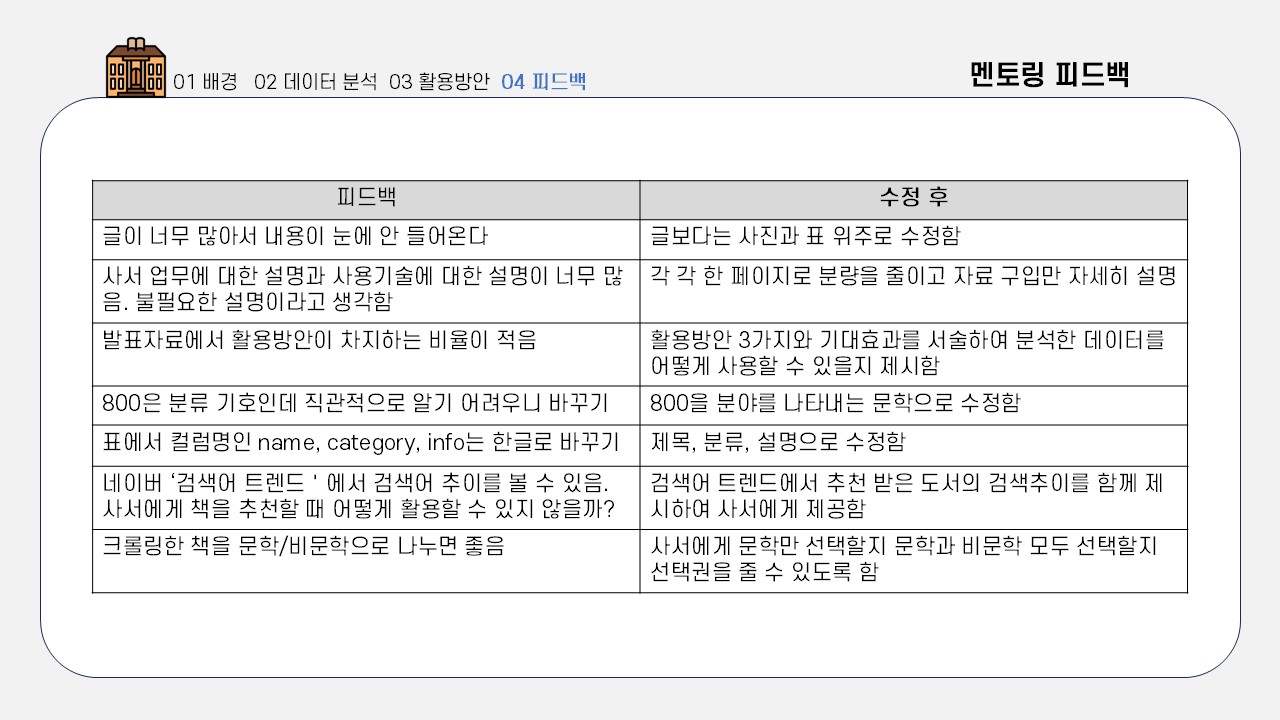 01 배경 02 데이터 분석 03 활용방안 04 피드백
멘토링 피드백
피드백
수정 후
글이 너무 많아서 내용이 눈에 안 들어온다
글보다는 사진과 표 위주로 수정함
사서 업무에 대한 설명과 사용기술에 대한 설명이 너무 많
음. 불필요한 설명이라고 생각함
각 각 한 페이지로 분량을 줄이고 자료 구입만 자세히 설명
발표자료에서 활용방안이 차지하는 비율이 적음
활용방안 3가지와 기대효과를 서술하여 분석한 데이터를
어떻게 사용할 수 있을지 제시함
800은 분류 기호인데 직관적으로 알기 어려우니 바꾸기
800을 분야를 나타내는 문학으로 수정함
표에서 컬럼명인 name, category, info는 한글로 바꾸기
제목, 분류, 설명으로 수정함
네이버 ‘검색어 트렌드 ' 에서 검색어 추이를 볼 수 있음.
사서에게 책을 추천할 때 어떻게 활용할 수 있지 않을까?
검색어 트렌드에서 추천 받은 도서의 검색추이를 함께 제
시하여 사서에게 제공함
크롤링한 책을 문학/비문학으로 나누면 좋음
사서에게 문학만 선택할지 문학과 비문학 모두 선택할지
선택권을 줄 수 있도록 함